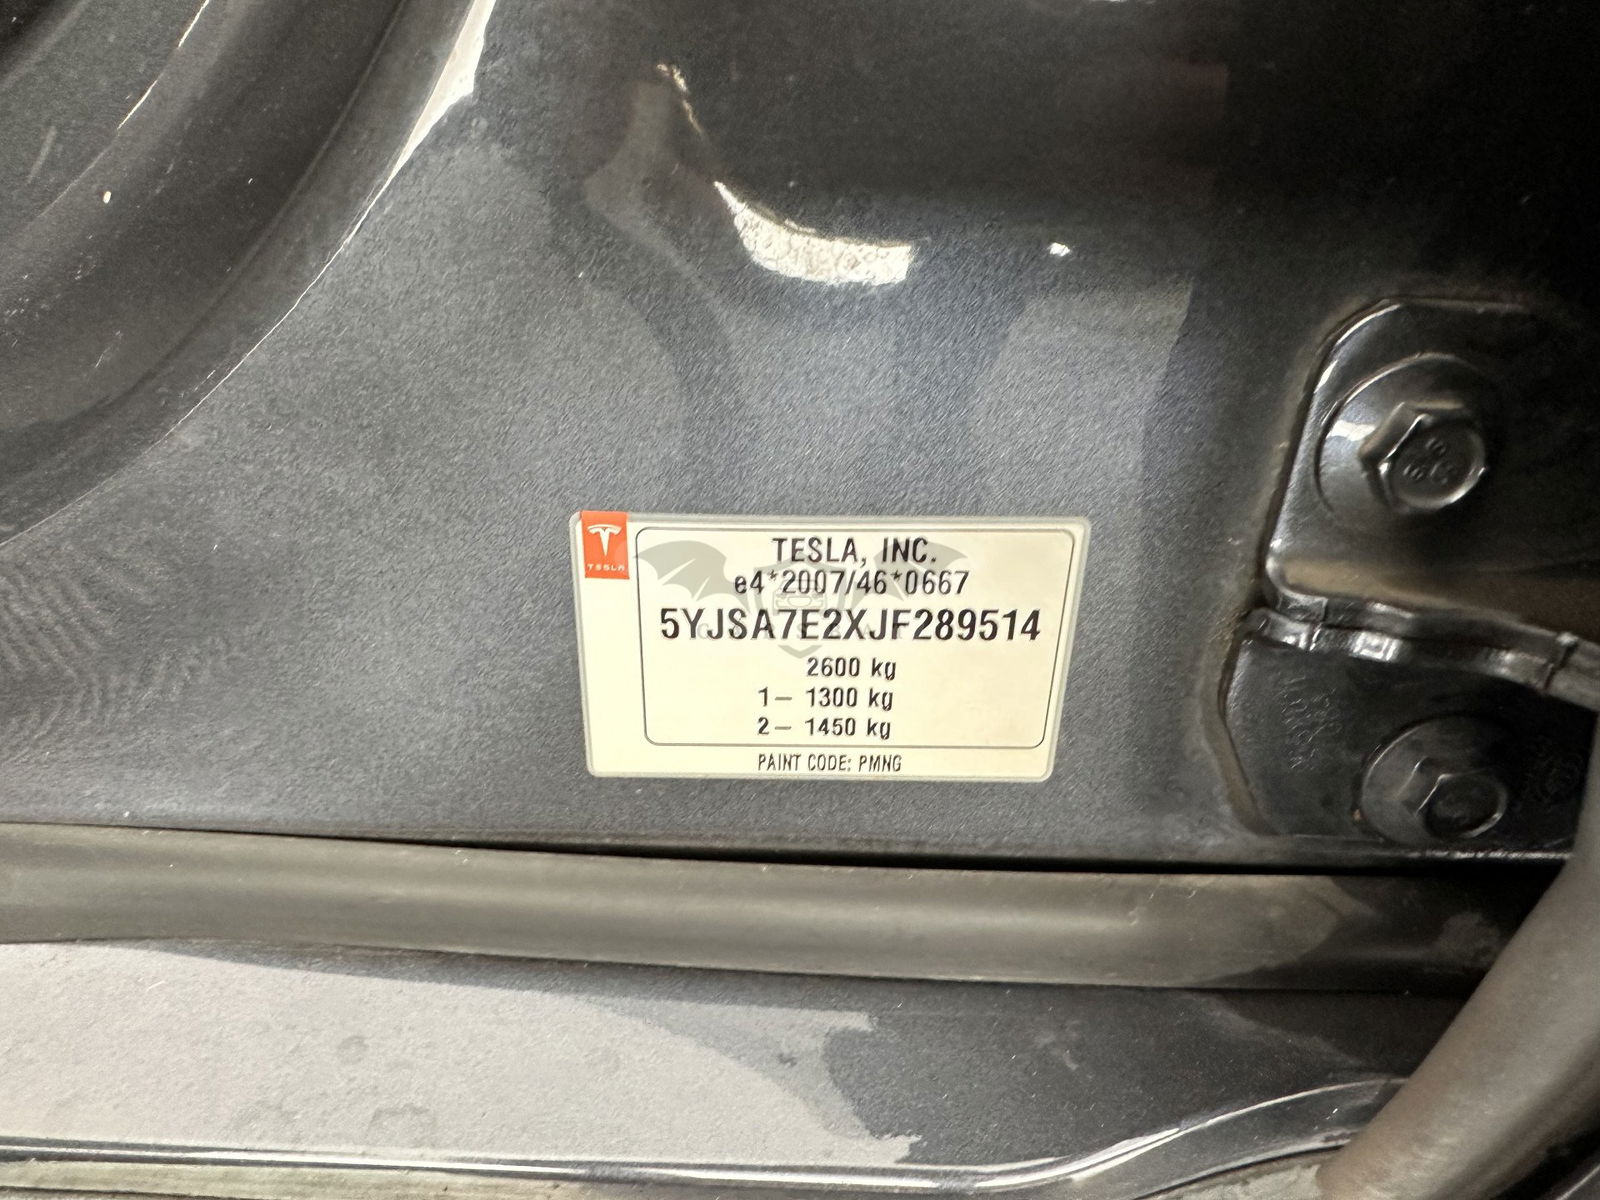 TESLA
TESLA, INC.
e4*2007/46*0667
5YJSA7E2XJF289514
2600 kg
1– 1300 kg
2– 1450 kg
PAINT CODE: PMNG